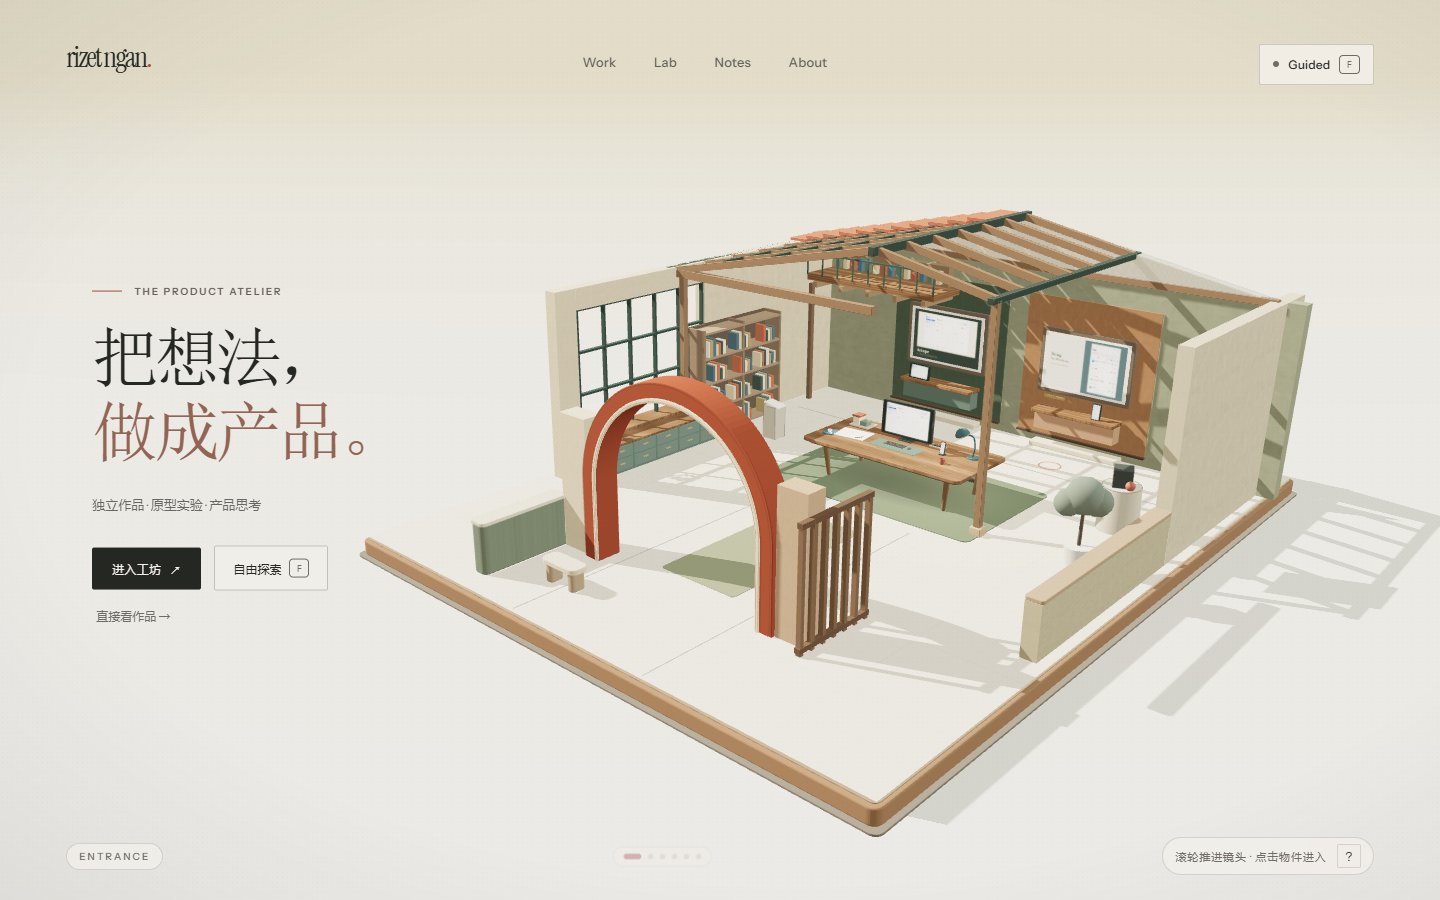 rizet ngan.
Work
Lab
Notes
About
Guided F
THE PRODUCT ATELIER
把想法，
做成产品。
独立作品·原型实验·产品思考
进入工坊 ↗
自由探索 F
直接看作品→
ENTRANCE
滚轮推进镜头·点击物件进入 ?